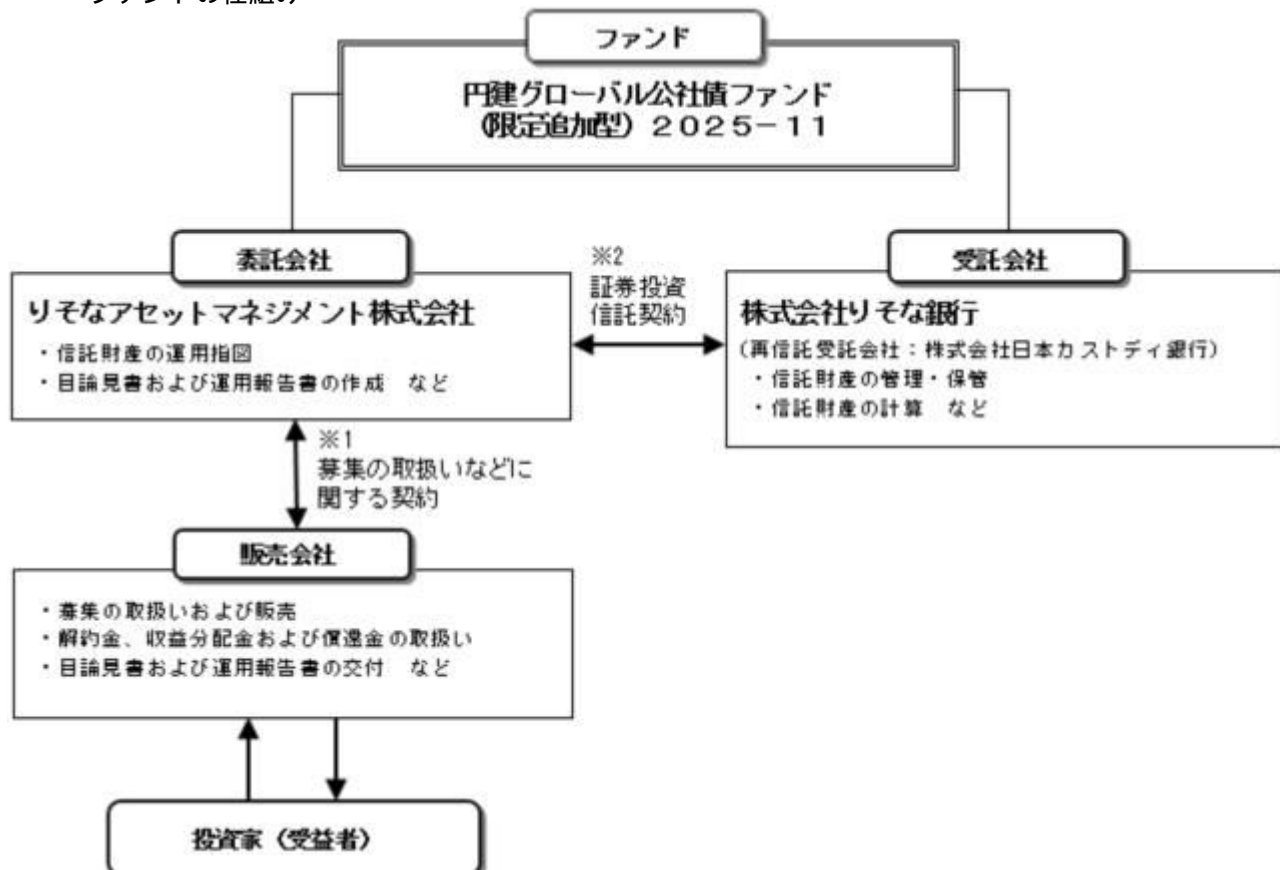 ファンドの仕組み
ファンド
円建グローバル公社債ファンド
(限定追加型) 2025-11
委託会社
りそなアセットマネジメント株式会社
・信託財産の運用指図
・目論見書および運用報告書の作成 など
※2
証券投資
信託契約
受託会社
株式会社りそな銀行
(再信託受託会社:株式会社日本カストディ銀行)
・信託財産の管理・保管
・信託財産の計算 など
※1
募集の取扱いなどに
関する契約
販売会社
・募集の取扱いおよび販売
・解約金、収益分配金および償還金の取扱い
・目論見書および運用報告書の交付 など
投資家(受益者)